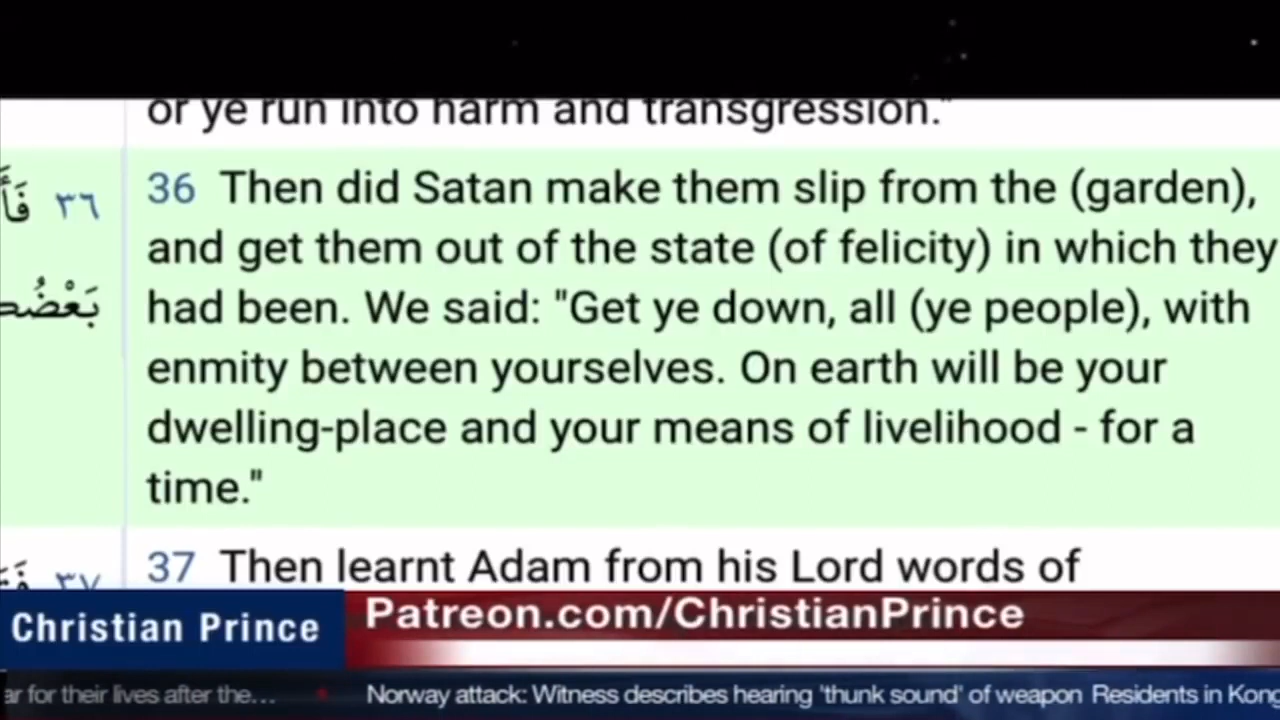 or ye run into harm and transgression."
٣٦
36 Then did Satan make them slip from the (garden),
and get them out of the state (of felicity) in which they
had been. We said: "Get ye down, all (ye people), with
enmity between yourselves. On earth will be your
dwelling-place and your means of livelihood - for a
time."
٣٧
37 Then learnt Adam from his Lord words of
Christian Prince
Patreon.com/ChristianPrince
for their lives after the... Norway attack: Witness describes hearing 'thunk sound' of weapon Residents in